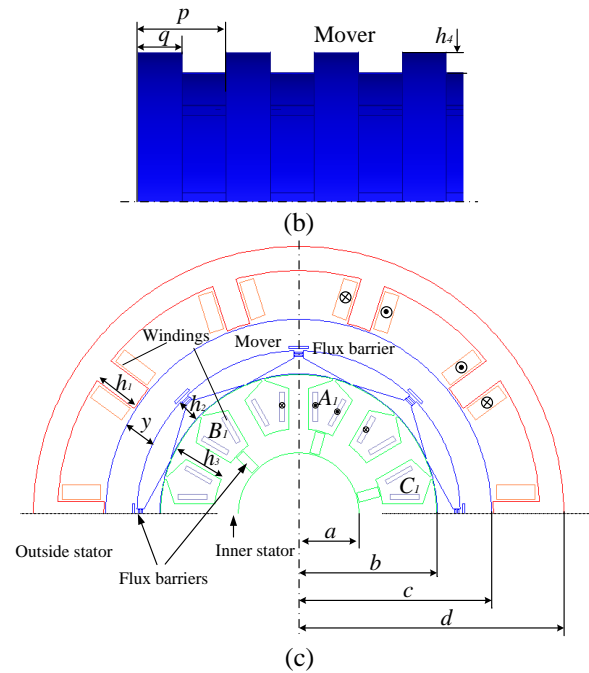 p
q
Mover
h4
(b)
Windings
Mover
Flux barrier
h1
h2
A1
y
B1
h3
C1
Outside stator
Inner stator
a
Flux barriers
b
c
d
(c)